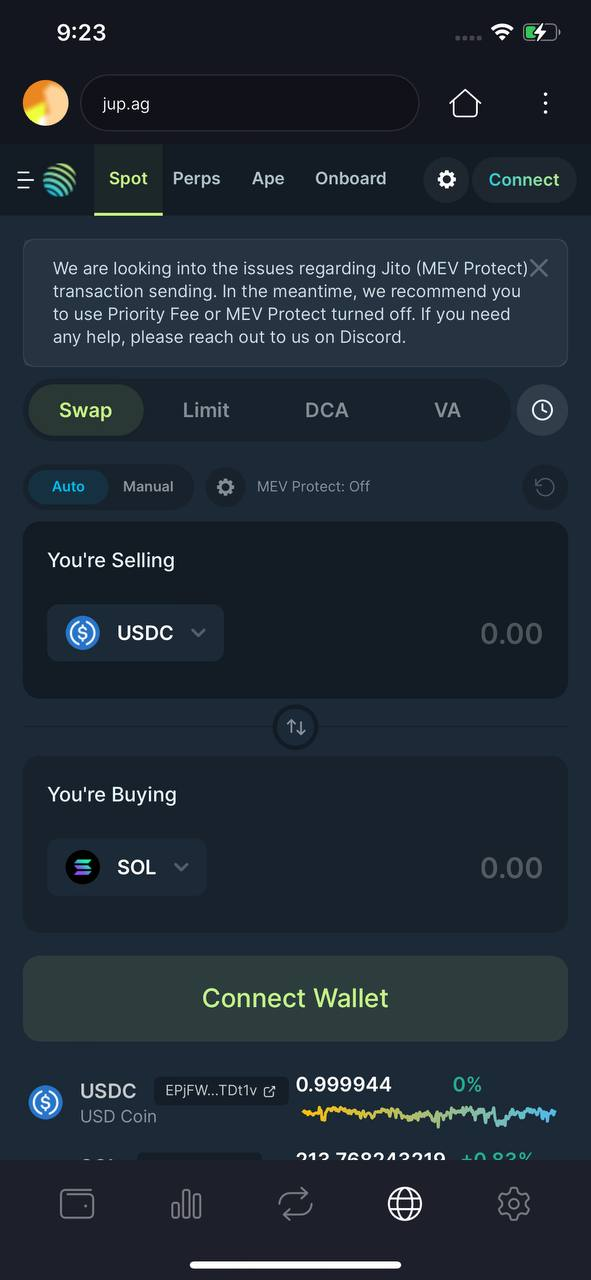 9:23
jup.ag
Spot Perps Ape Onboard Connect
We are looking into the issues regarding Jito (MEV Protect)
transaction sending. In the meantime, we recommend you
to use Priority Fee or MEV Protect turned off. If you need
any help, please reach out to us on Discord.
Swap Limit DCA VA
Auto Manual MEV Protect: Off
You're Selling
USDC 0.00
You're Buying
SOL 0.00
Connect Wallet
USDC EPjFW...TDt1v 0.999944 0%
USD Coin
SOL 213.768243219 +0.83%